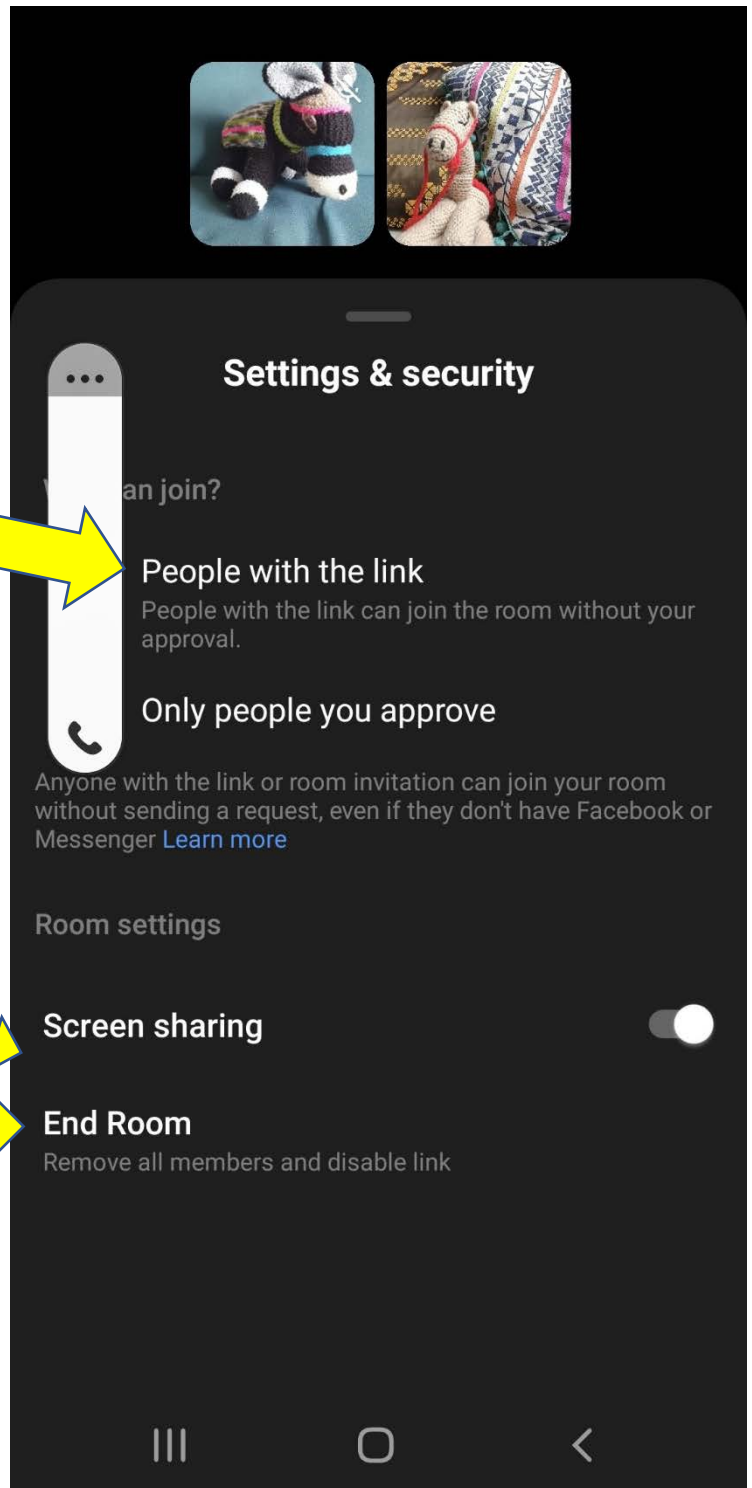 Settings & security
an join?
People with the link
People with the link can join the room without your
approval.
Only people you approve
Anyone with the link or room invitation can join your room
without sending a request, even if they don't have Facebook or
Messenger Learn more
Room settings
Screen sharing
End Room
Remove all members and disable link